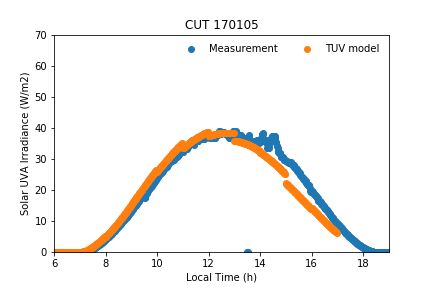 CUT 170105
Measurement TUV model
Solar UVA Irradiance (W/m2)
70
60
50
40
30
20
10
0
6 8 10 12 14 16 18
Local Time (h)